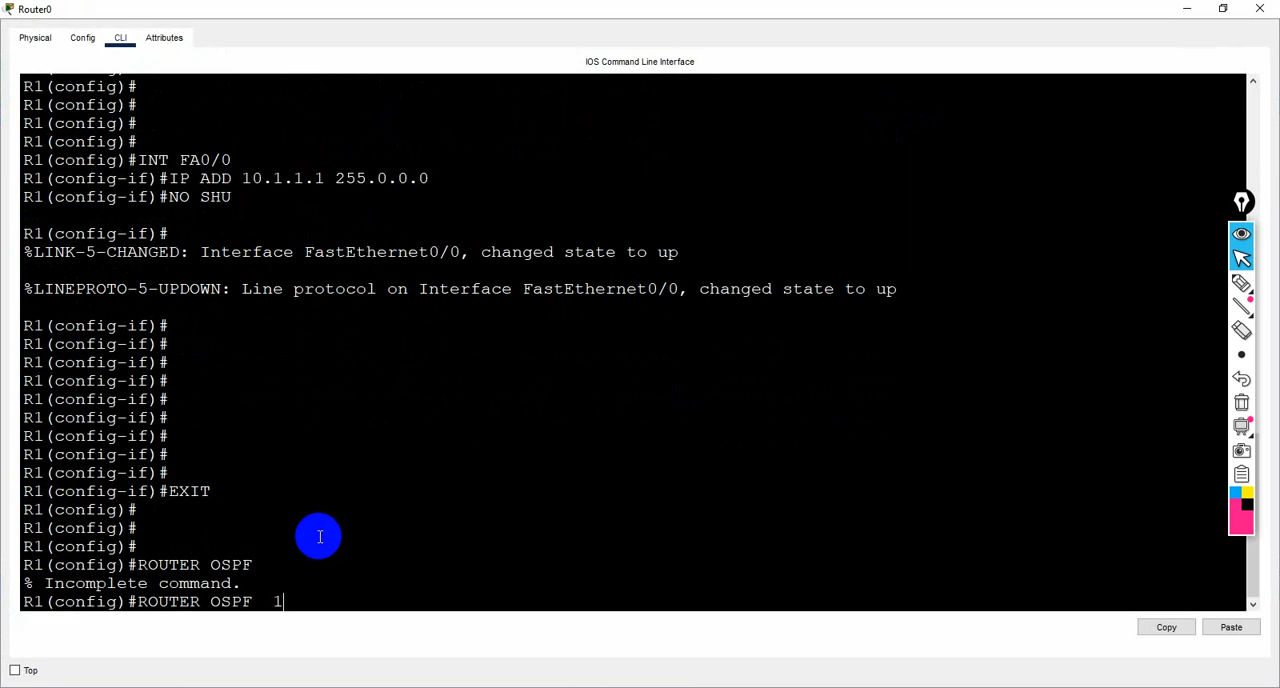 Router0
Physical Config CLI Attributes
IOS Command Line Interface
R1(config)#
R1(config)#
R1(config)#
R1(config)#
R1(config)#INT FA0/0
R1(config-if)#IP ADD 10.1.1.1 255.0.0.0
R1(config-if)#NO SHU
R1(config-if)#
%LINK-5-CHANGED: Interface FastEthernet0/0, changed state to up
%LINEPROTO-5-UPDOWN: Line protocol on Interface FastEthernet0/0, changed state to up
R1(config-if)#
R1(config-if)#
R1(config-if)#
R1(config-if)#
R1(config-if)#
R1(config-if)#
R1(config-if)#
R1(config-if)#
R1(config-if)#
R1(config-if)#EXIT
R1(config)#
R1(config)#
R1(config)#
R1(config)#ROUTER OSPF
% Incomplete command.
R1(config)#ROUTER OSPF  1
Copy Paste
Top